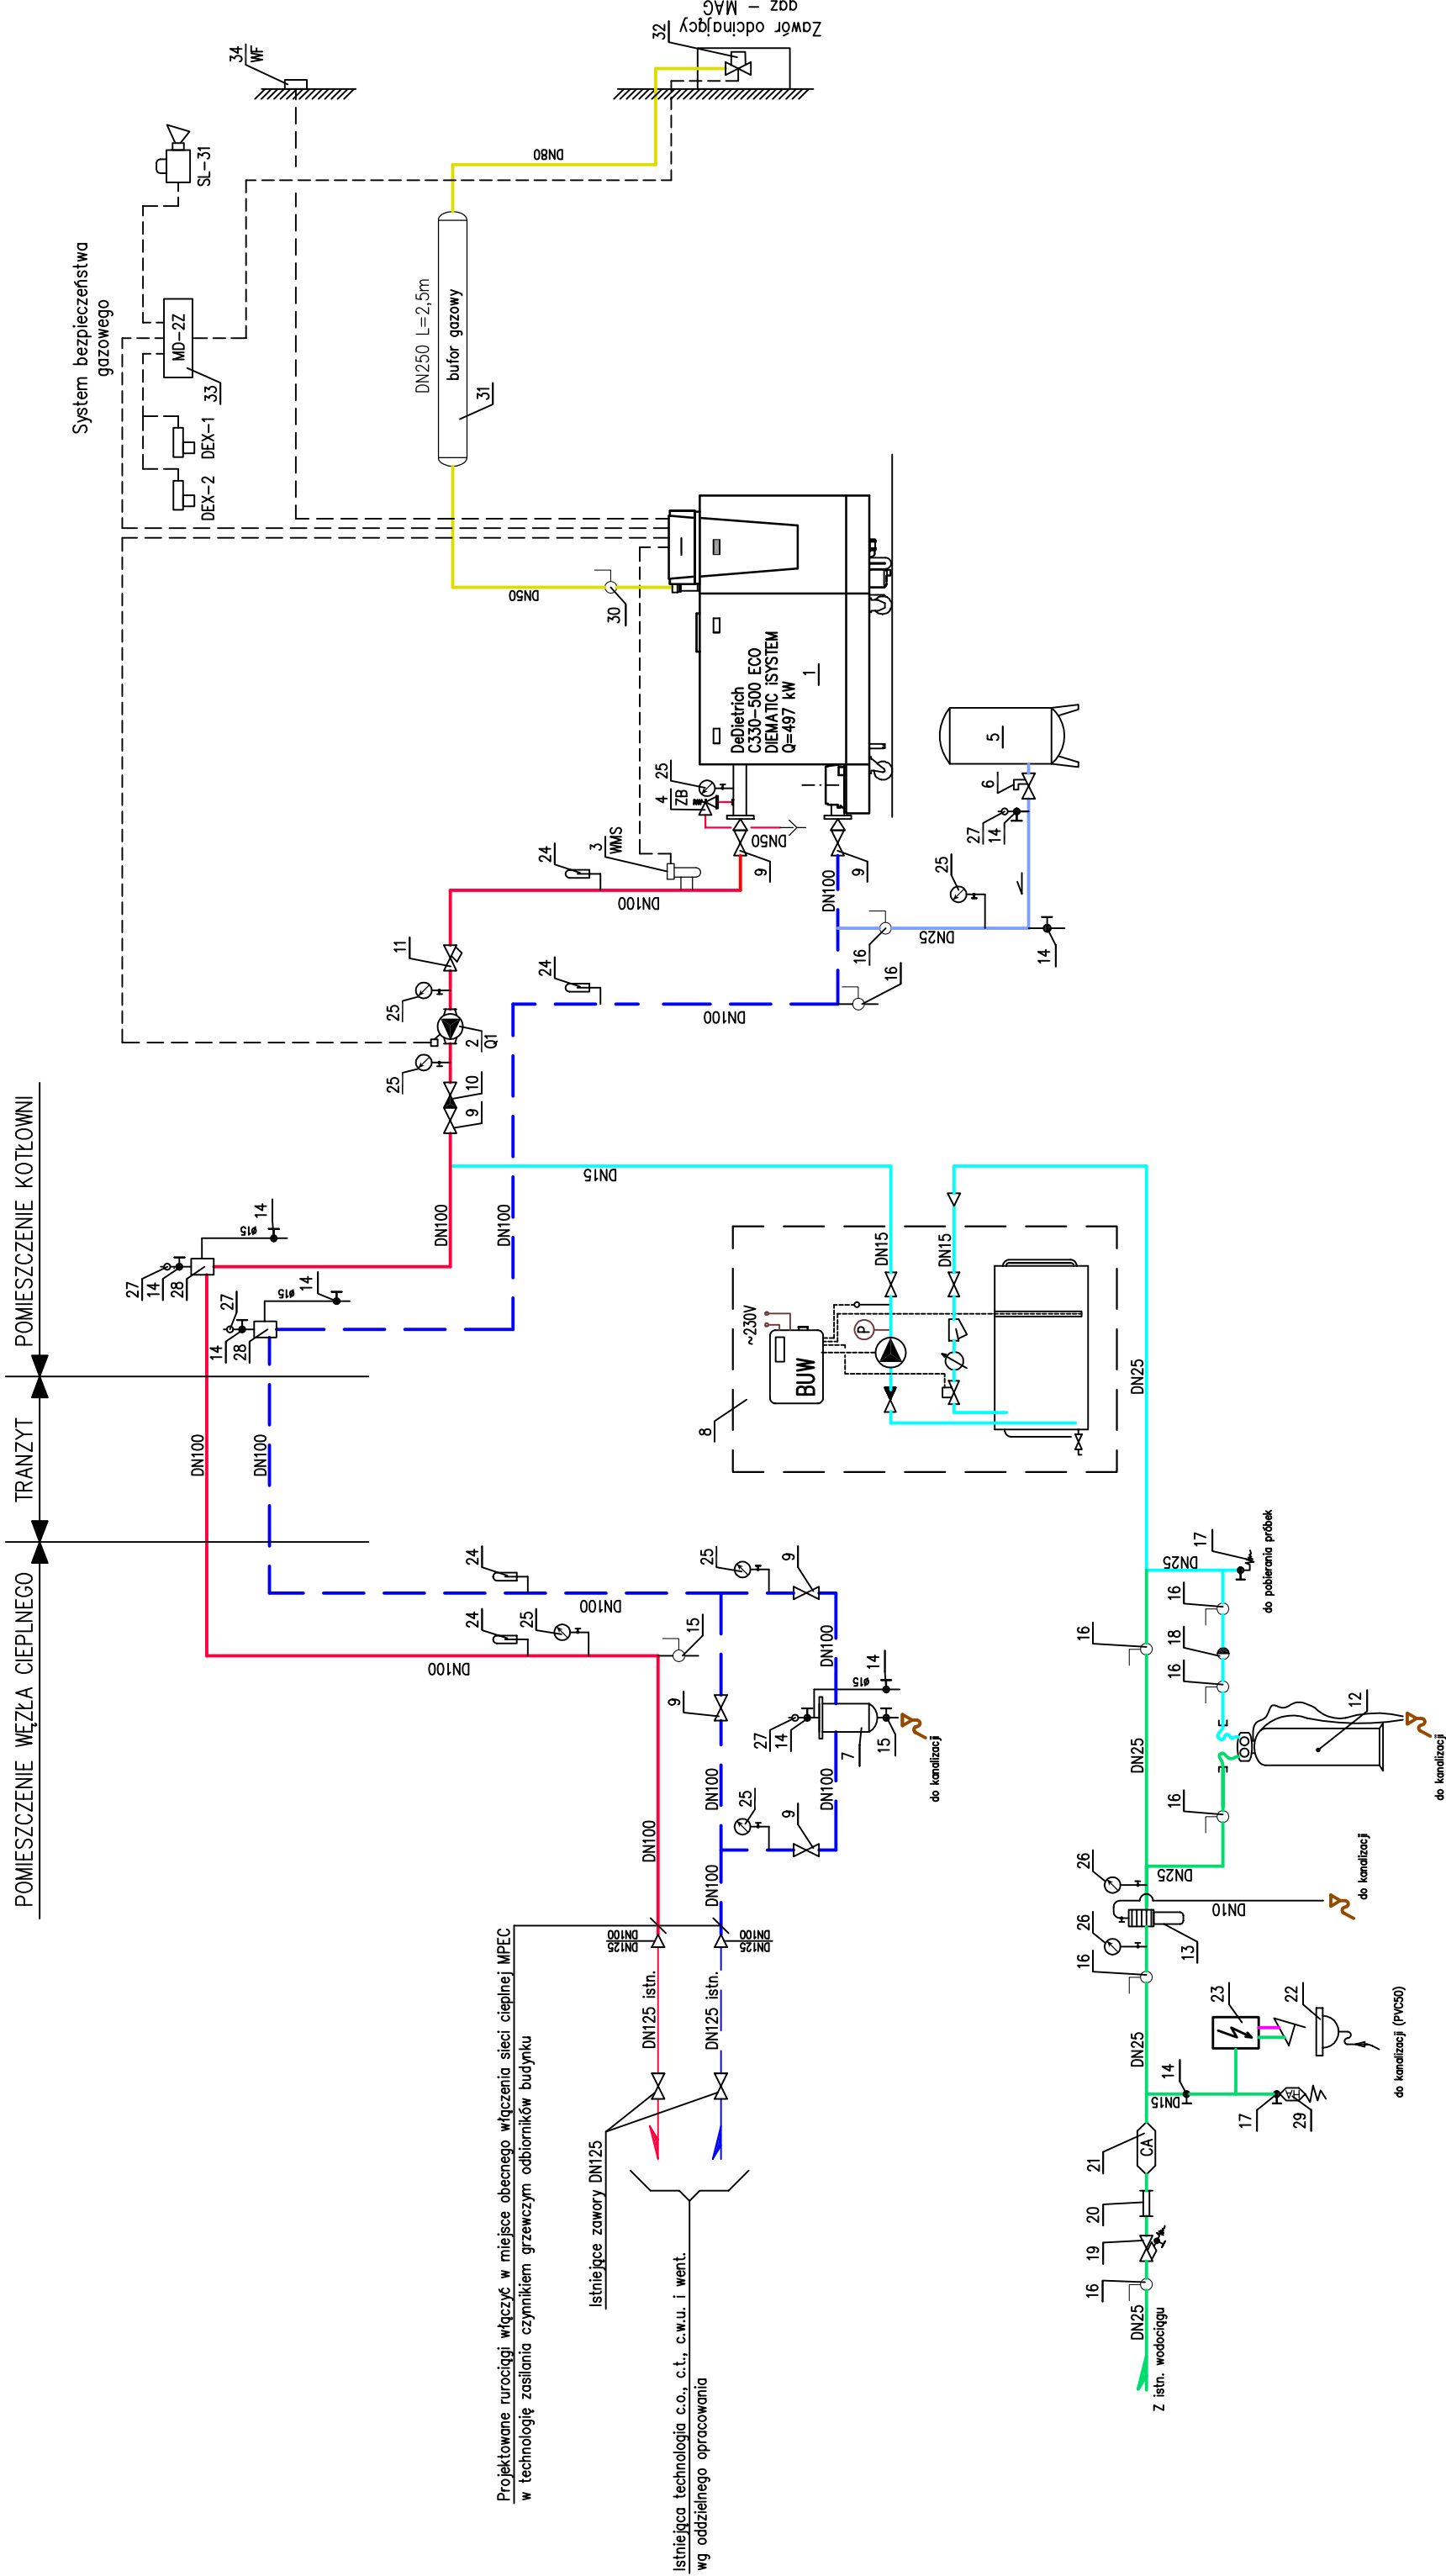 POMIESZCZENIE WĘZŁA CIEPLNEGO
TRANZYT
POMIESZCZENIE KOTŁOWNI
System bezpieczeństwa
gazowego
34
WF
SL-31
MD-2Z
33
DEX-1
DEX-2
32
Zawór odcinający
gaz – MAG
DN80
DN250 L=2,5m
bufor gazowy
31
DN50
30
DeDietrich
C330-500 ECO
DIEMATIC iSYSTEM
Q=497 kW
1
25
4
ZB
DN50
9
9
3
WMS
24
DN100
DN100
5
6
27
14
25
14
DN25
16
16
24
DN100
11
25
2
Q1
25
10
9
DN15
DN100
DN100
27
14
28
14
ø15
27
14
28
14
ø15
DN100
DN100
8
~230V
BUW
P
DN15
DN15
DN25
24
DN100
24
25
DN100
15
25
9
9
DN100
14
ø15
27
14
7
15
do kanalizacji
DN100
DN100
25
9
DN100
DN100
DN125
DN100
DN125
DN100
DN125 istn.
DN125 istn.
Projektowane rurociągi włączyć w miejsce obecnego włączenia sieci cieplnej MPEC
w technologię zasilania czynnikiem grzewczym odbiorników budynku
Istniejące zawory DN125
Istniejąca technologia c.o., c.t., c.w.u. i went.
wg oddzielnego opracowania
17
DN25
do pobierania próbek
16
18
16
16
12
do kanalizacji
DN25
16
DN25
26
26
DN10
do kanalizacji
13
16
23
22
do kanalizacji (PVC50)
DN25
14
DN15
17
29
HA
21
CA
20
19
16
DN25
Z istn. wodociągu